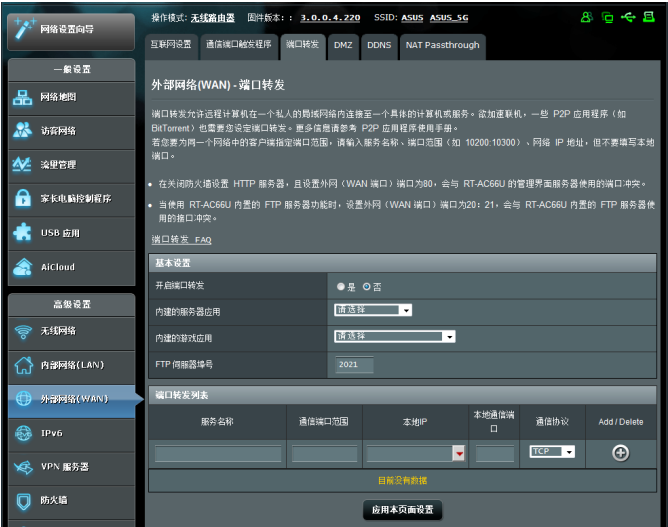 操作模式: 无线路由器 固件版本: : 3.0.0.4.220 SSID: ASUS ASUS_5G
网络设置向导
互联网设置 通信端口触发程序 端口转发 DMZ DDNS NAT Passthrough
一般设置
网络地图
访客网络
流量管理
家长电脑控制程序
USB 应用
AiCloud
高级设置
无线网络
内部网络(LAN)
外部网络(WAN)
IPv6
VPN 服务器
防火墙
外部网络(WAN) - 端口转发
端口转发允许远程计算机在一个私人的局域网络内连接至一个具体的计算机或服务。欲加速联机，一些 P2P 应用程序（如
BitTorrent）也需要您设定端口转发。更多信息请参考 P2P 应用程序使用手册。
若您要为同一个网络中的客户端指定端口范围，请输入服务名称、端口范围（如 10200:10300）、网络 IP 地址，但不要填写本地
端口。
• 在关闭防火墙设置 HTTP 服务器，且设置外网（WAN 端口）端口为80，会与 RT-AC66U 的管理界面服务器使用的端口冲突。
• 当使用 RT-AC66U 内置的 FTP 服务器功能时，设置外网（WAN 端口）端口为20：21，会与 RT-AC66U 内置的 FTP 服务器使
用的接口冲突。
端口转发 FAQ
基本设置
开启端口转发 是 否
内建的服务器应用 请选择
内建的游戏应用 请选择
FTP 伺服器埠号 2021
端口转发列表
服务名称 通信端口范围 本地IP 本地通信端口 通信协议 Add / Delete
TCP
目前没有数据
应用本页面设置